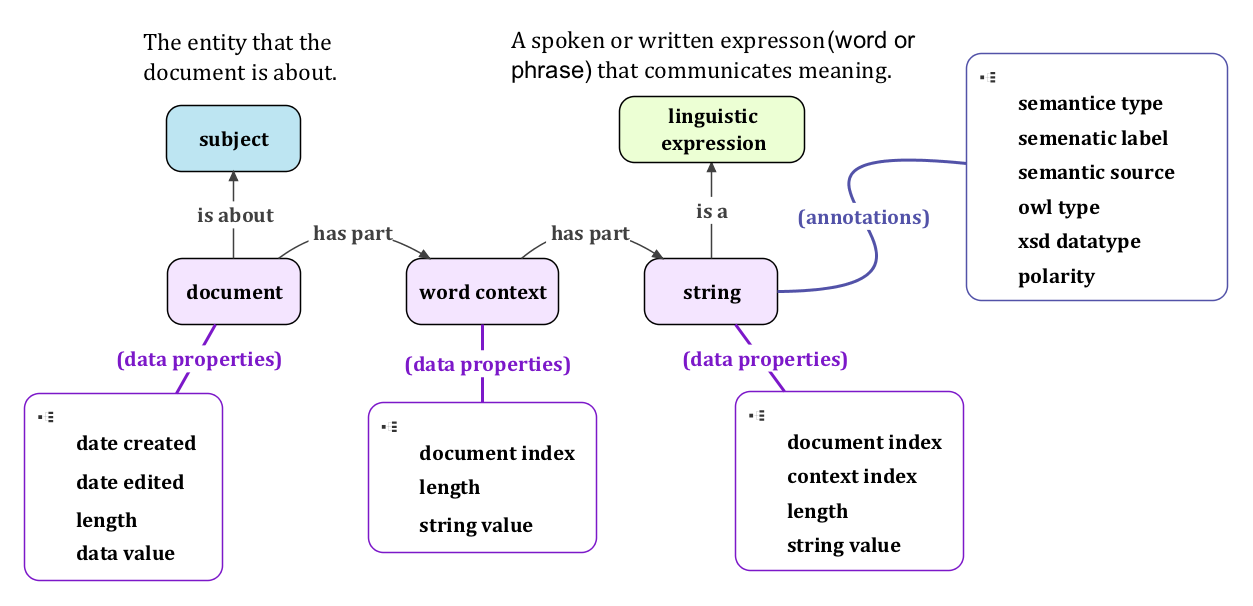 The entity that the
document is about.
A spoken or written expresson(word or
phrase) that communicates meaning.
subject
linguistic
expression
is about
has part
has part
is a
(annotations)
semantice type
semenatic label
semantic source
owl type
xsd datatype
polarity
document
word context
string
(data properties)
(data properties)
(data properties)
date created
date edited
length
data value
document index
length
string value
document index
context index
length
string value